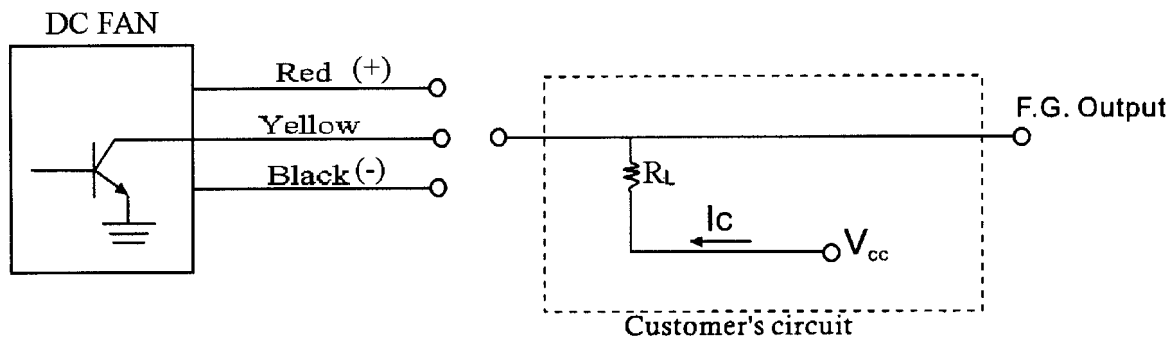 DC FAN
Red (+)
Yellow
Black (-)
F.G. Output
RL
Ic
Vcc
Customer's circuit